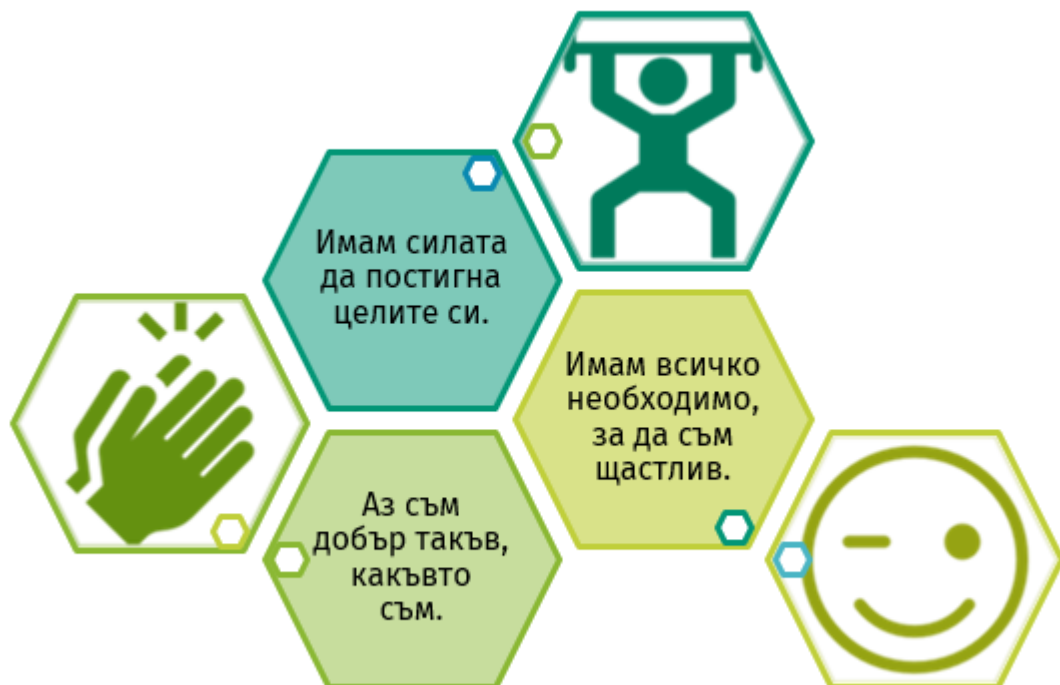 Имам силата
да постигна
целите си.
Имам всичко
необходимо,
за да съм
щастлив.
Аз съм
добър такъв,
какъвто
съм.